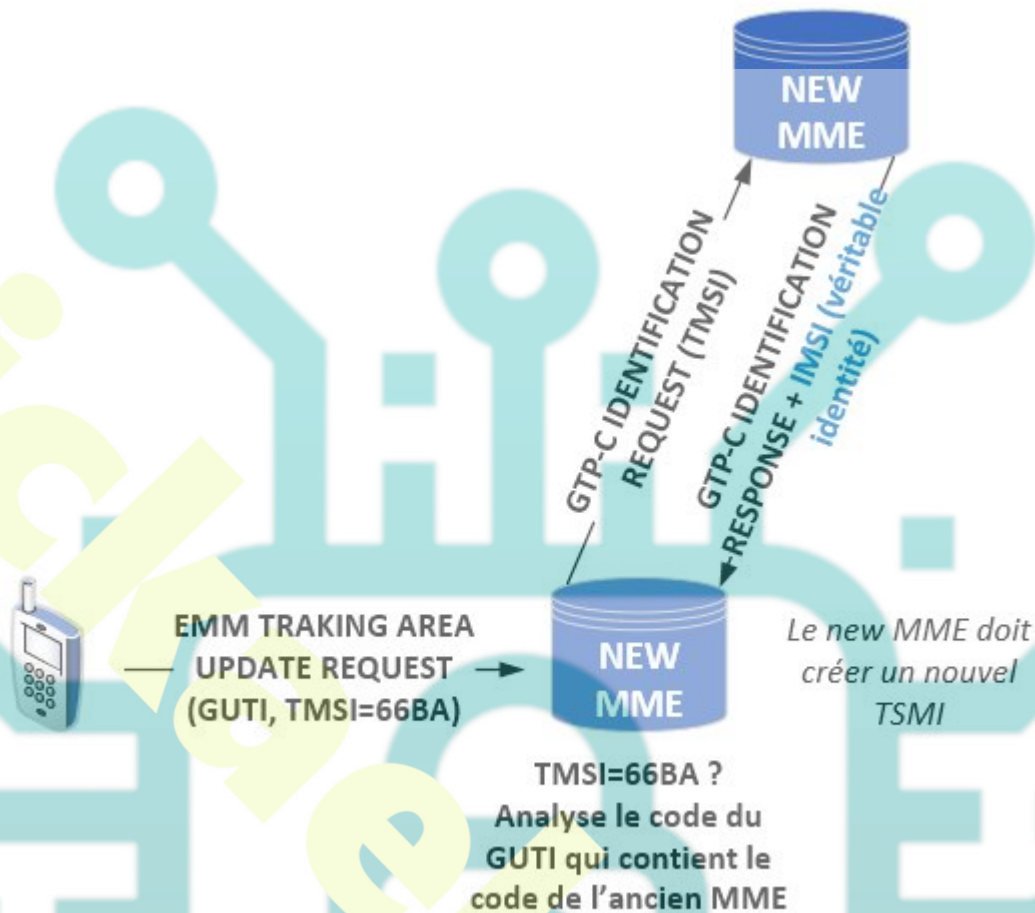 NEW
MME
GTP-C IDENTIFICATION
REQUEST (TMSI)
GTP-C IDENTIFICATION
RESPONSE + IMSI (véritable
identité)
EMM TRAKING AREA
UPDATE REQUEST
(GUTI, TMSI=66BA)
NEW
MME
Le new MME doit
créer un nouvel
TSMI
TMSI=66BA ?
Analyse le code du
GUTI qui contient le
code de l'ancien MME